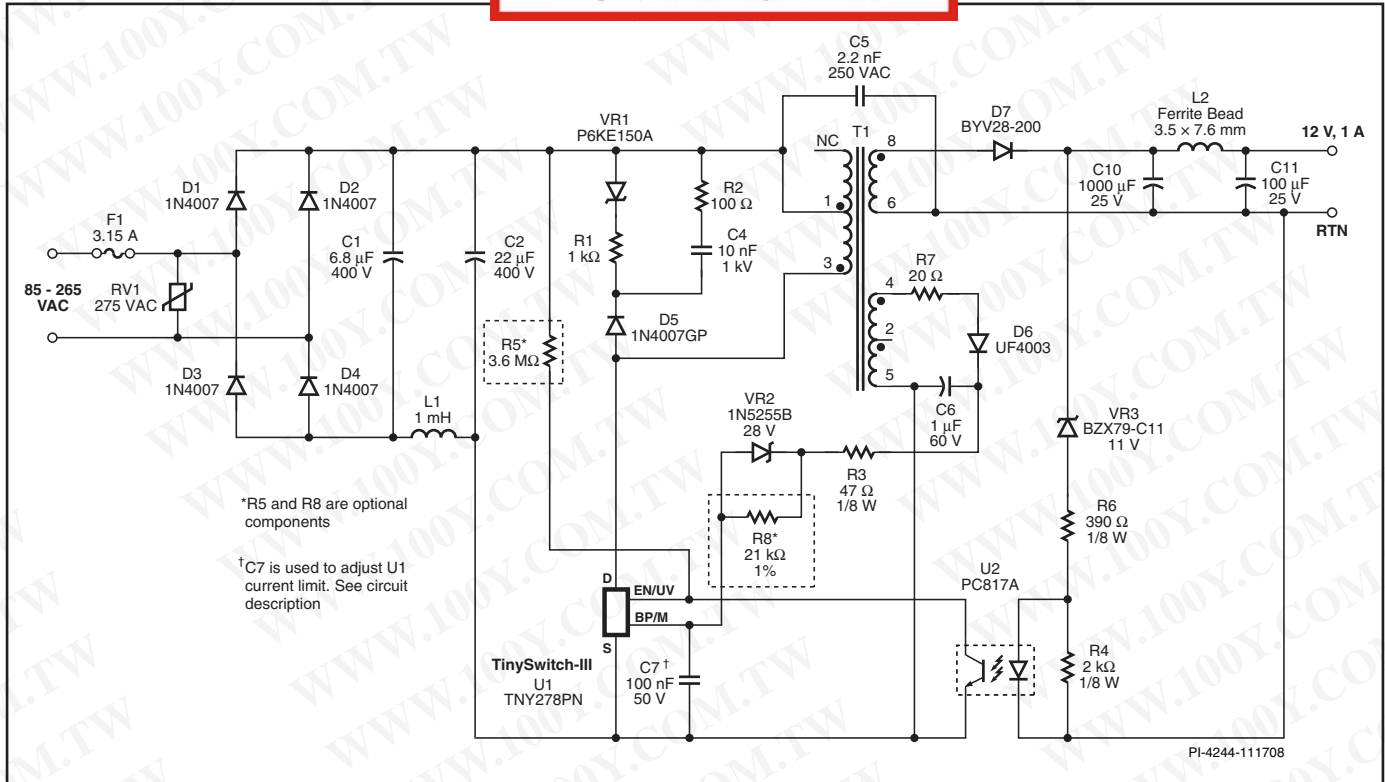 C5
2.2 nF
250 VAC
VR1
P6KE150A
NC
T1
8
D7
BYV28-200
L2
Ferrite Bead
3.5 × 7.6 mm
12 V, 1 A
C10
1000 µF
25 V
C11
100 µF
25 V
D1
1N4007
D2
1N4007
R2
100 Ω
1
6
RTN
F1
3.15 A
C1
6.8 µF
400 V
C2
22 µF
400 V
R1
1 kΩ
C4
10 nF
1 kV
3
R7
20 Ω
85 - 265
VAC
RV1
275 VAC
4
D5
1N4007GP
2
D6
UF4003
R5*
3.6 MΩ
D3
1N4007
D4
1N4007
5
L1
1 mH
VR2
1N5255B
28 V
C6
1 µF
60 V
VR3
BZX79-C11
11 V
R3
47 Ω
1/8 W
*R5 and R8 are optional
components
R8*
21 kΩ
1%
R6
390 Ω
1/8 W
†C7 is used to adjust U1
current limit. See circuit
description
D
EN/UV
BP/M
S
U2
PC817A
TinySwitch-III
U1
TNY278PN
C7 †
100 nF
50 V
R4
2 kΩ
1/8 W
PI-4244-111708
WWW.100Y.COM.TW